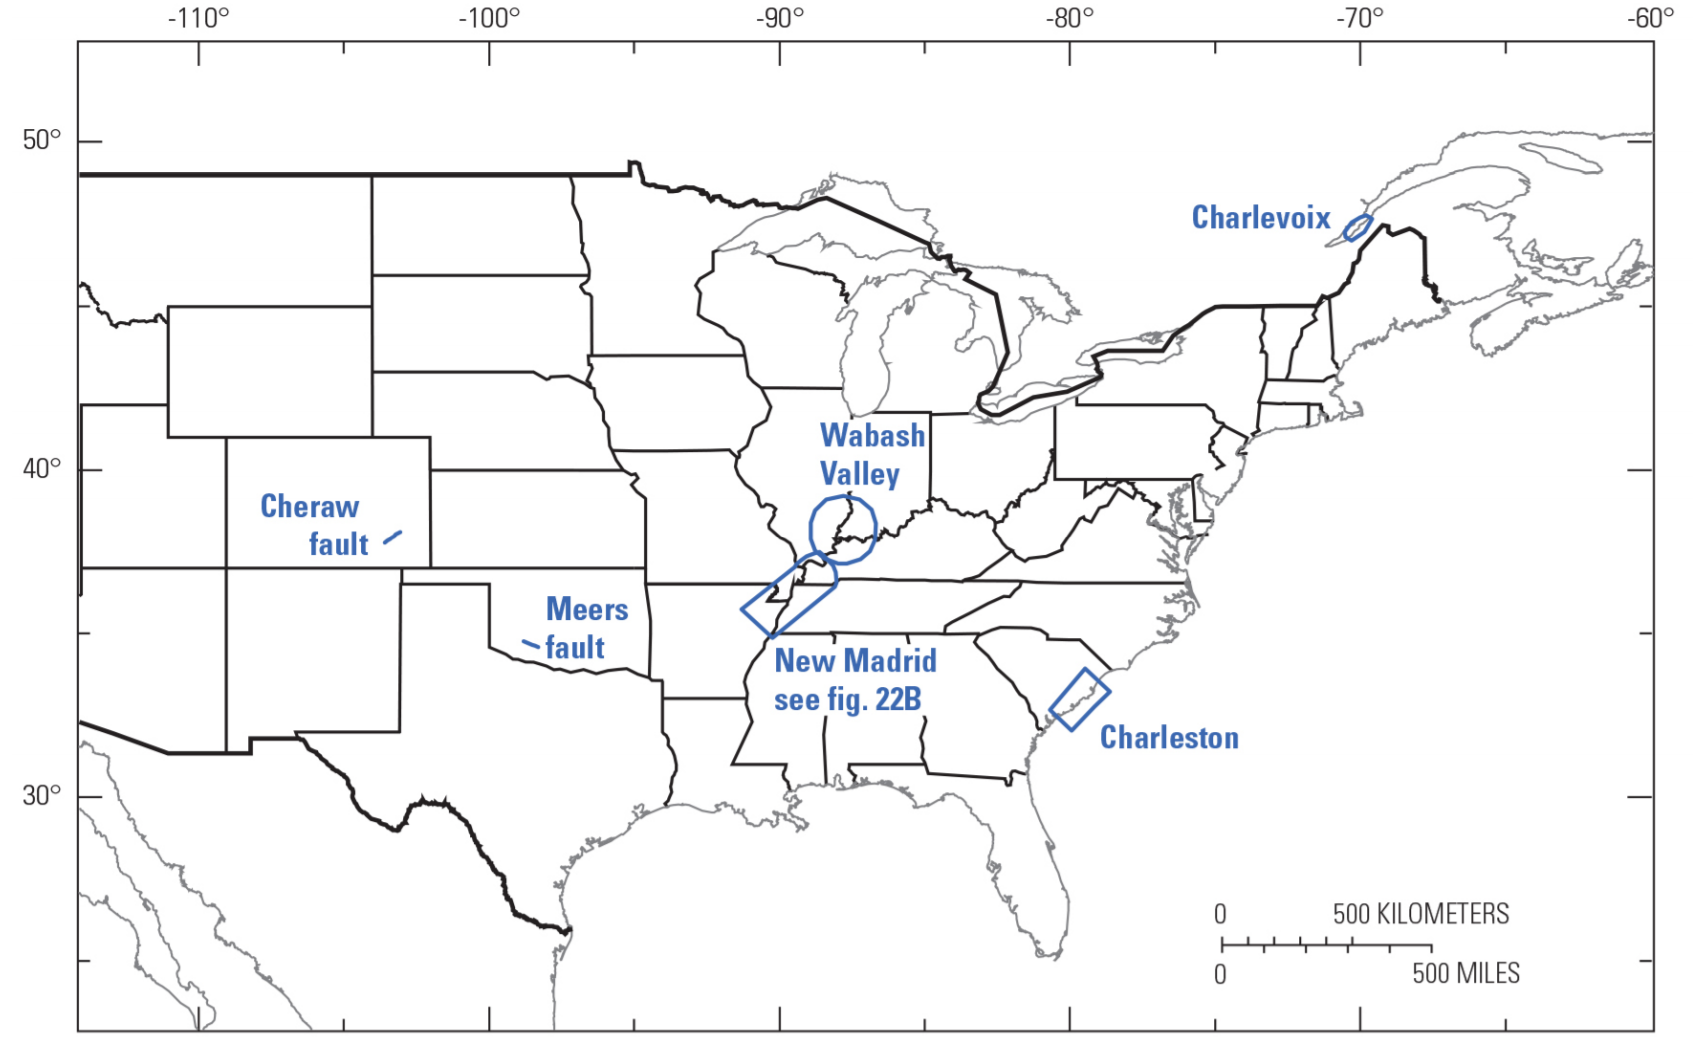 -110° -100° -90° -80° -70° -60°
50°
Charlevoix
Wabash
Valley
40°
Cheraw
fault
Meers
fault
New Madrid
see fig. 22B
Charleston
30°
0 500 KILOMETERS
0 500 MILES